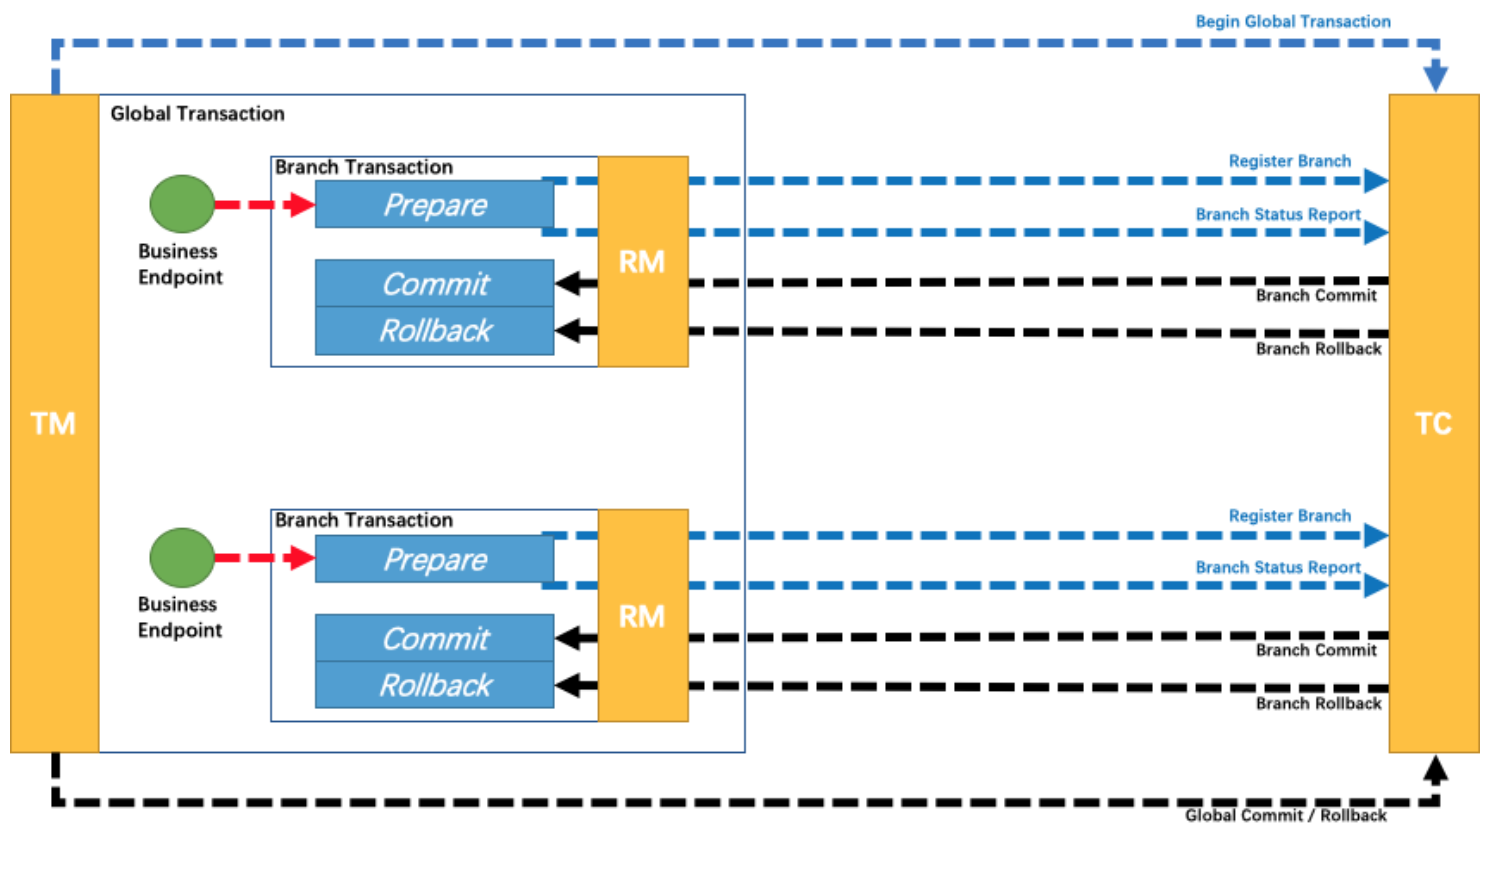 Begin Global Transaction
Global Transaction
Branch Transaction
Prepare
Commit
Rollback
Business
Endpoint
RM
Register Branch
Branch Status Report
Branch Commit
Branch Rollback
TM
TC
Branch Transaction
Prepare
Commit
Rollback
Business
Endpoint
RM
Register Branch
Branch Status Report
Branch Commit
Branch Rollback
Global Commit / Rollback